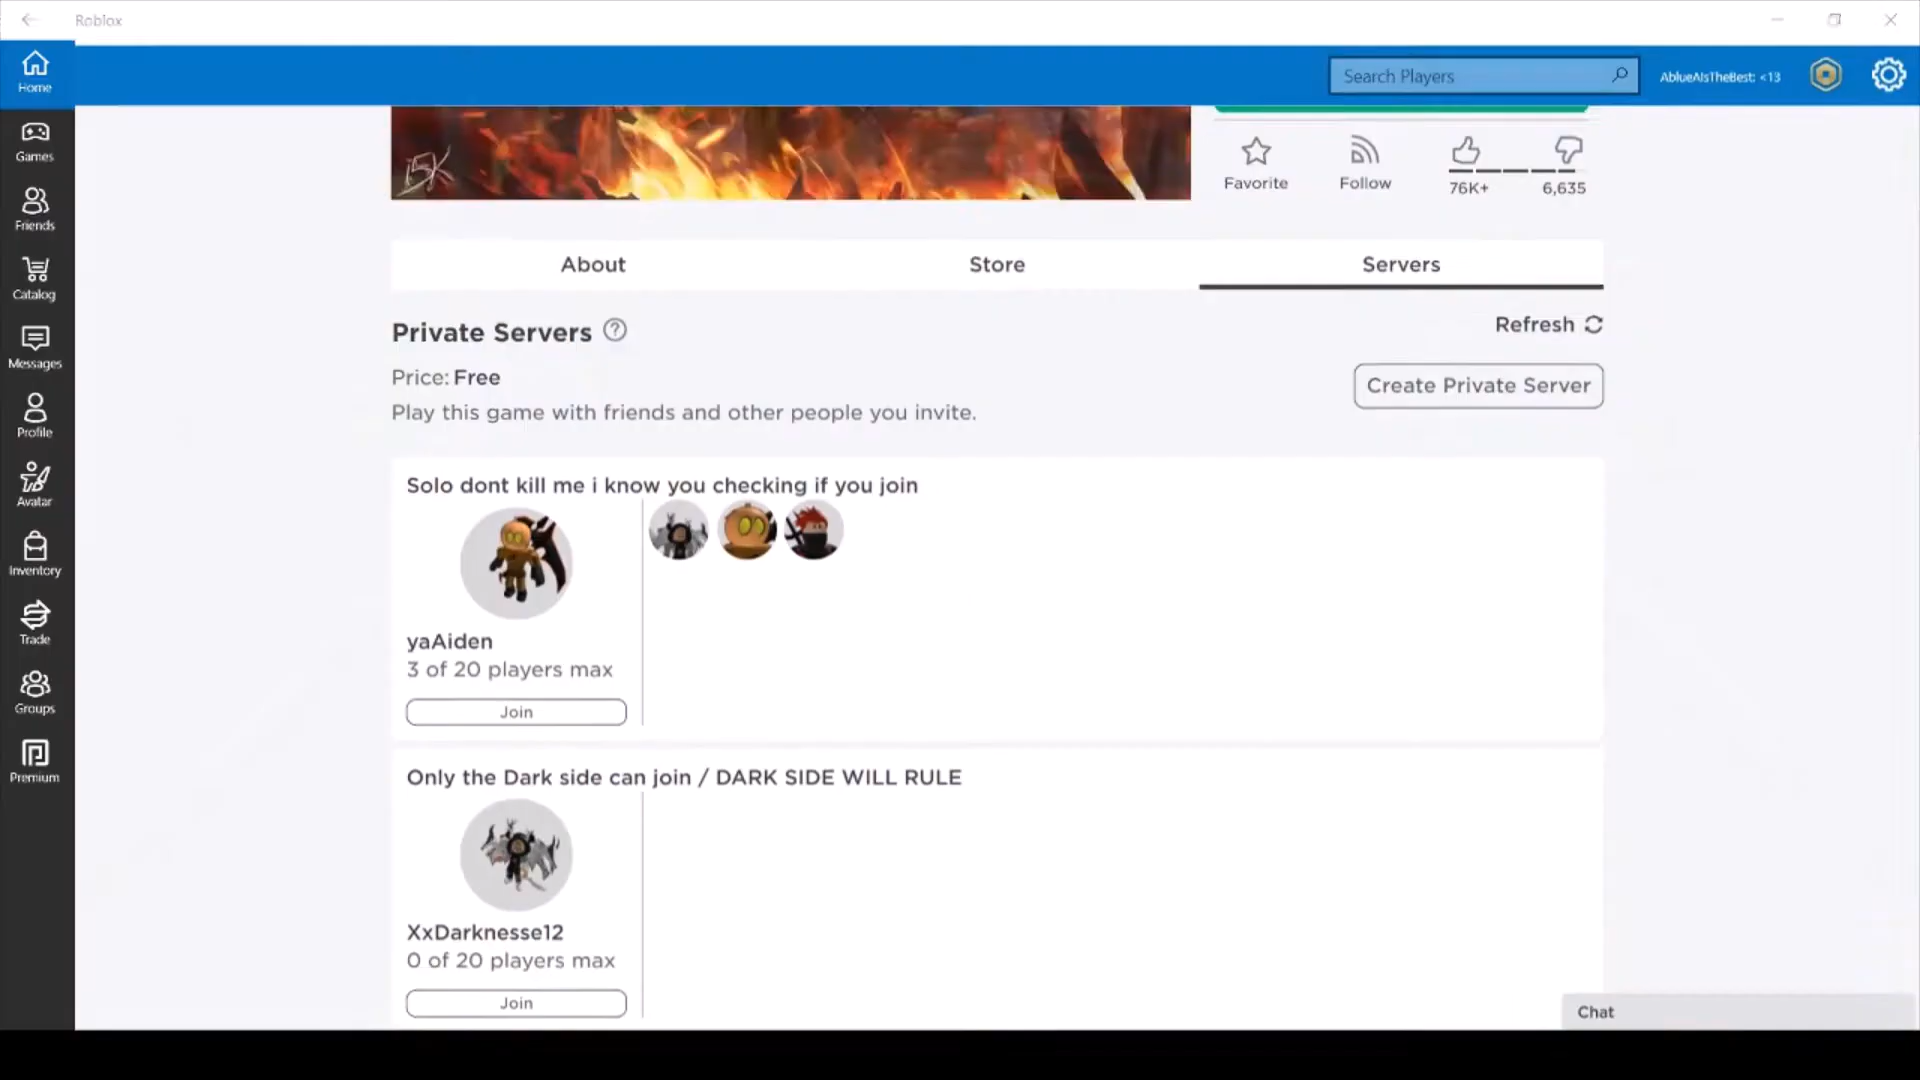 Roblox
Home
Search Players
AblueAIsTheBest: <13
Games
Friends
Catalog
Messages
Profile
Avatar
Inventory
Trade
Groups
Premium
Favorite
Follow
76K+
6,635
About
Store
Servers
Private Servers
Refresh
Price: Free
Create Private Server
Play this game with friends and other people you invite.
Solo dont kill me i know you checking if you join
yaAiden
3 of 20 players max
Join
Only the Dark side can join / DARK SIDE WILL RULE
XxDarknesse12
0 of 20 players max
Join
Chat